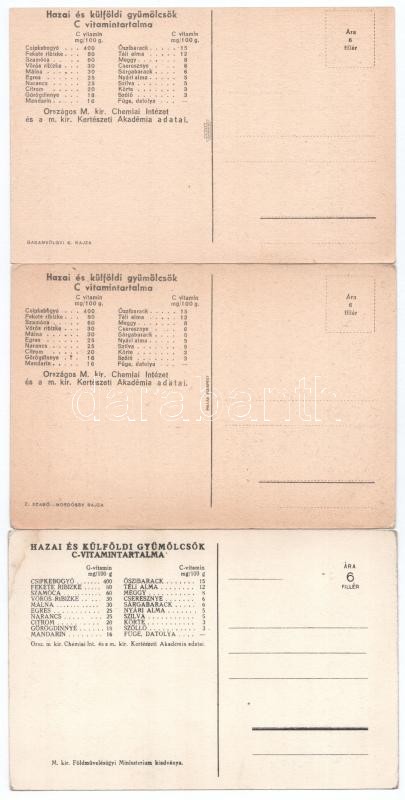 Hazai és külföldi gyümölcsök
C vitamintartalma
C vitamin mg/100 g. C vitamin mg/100 g.
Csipkebogyó 400 Őszibarack 15
Fekete ribizke 80 Téli alma 12
Szamóca 60 Meggy 8
Vörös ribizke 30 Cseresznye 6
Málna 30 Sárgabarack 6
Egres 25 Nyári alma 5
Narancs 25 Szilva 5
Citrom 20 Körte 3
Görögdinnye 18 Szőlő 3
Mandarin 16 Füge, datolya —
Országos M. kir. Chemiai Intézet
és a m. kir. Kertészeti Akadémia adatai.
Ára
6
fillér
GARAMVÖLGYI K. RAJZA
Hazai és külföldi gyümölcsök
C vitamintartalma
C vitamin mg/100 g. C vitamin mg/100 g.
Csipkebogyó 400 Őszibarack 15
Fekete ribizke 80 Téli alma 12
Szamóca 60 Meggy 8
Vörös ribizke 30 Cseresznye 6
Málna 30 Sárgabarack 6
Egres 25 Nyári alma 5
Narancs 25 Szilva 5
Citrom 20 Körte 3
Görögdinnye 18 Szőlő 3
Mandarin 16 Füge, datolya —
Országos M. kir. Chemiai Intézet
és a m. kir. Kertészeti Akadémia adatai.
Ára
6
fillér
darabanth
Z. SZABÓ—MORDÓSSY RAJZA
HAZAI ÉS KÜLFÖLDI GYÜMÖLCSÖK
C-VITAMINTARTALMA
C-vitamin mg/100 g C-vitamin mg/100 g
CSIPKEBOGYÓ 400 ŐSZIBARACK 15
FEKETE RIBIZKE 80 TÉLI ALMA 12
SZAMÓCA 60 MEGGY 8
VÖRÖS-RIBIZKE 30 CSERESZNYE 6
MÁLNA 30 SÁRGABARACK 6
EGRES 25 NYÁRI ALMA 5
NARANCS 25 SZILVA 5
CITROM 20 KÖRTE 3
GÖRÖGDINNYE 18 SZŐLLŐ 3
MANDARIN 16 FÜGE, DATOLYA —
Orsz. m. kir. Chemiai Int. és a m. kir. Kertészeti Akadémia adatai
ÁRA
6
FILLÉR
M. kir. Földmüvelésügyi Minisztérium kiadványa.